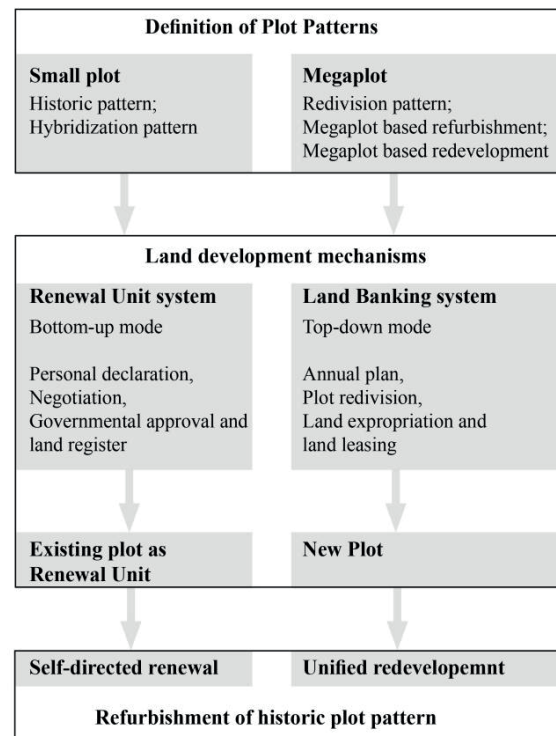 Definition of Plot Patterns
Small plot
Historic pattern;
Hybridization pattern
Megaplot
Redivision pattern;
Megaplot based refurbishment;
Megaplot based redevelopment
Land development mechanisms
Renewal Unit system
Bottom-up mode
Personal declaration,
Negotiation,
Governmental approval and
land register
Land Banking system
Top-down mode
Annual plan,
Plot redivision,
Land expropriation and
land leasing
Existing plot as
Renewal Unit
New Plot
Self-directed renewal
Unified redevelopemnt
Refurbishment of historic plot pattern